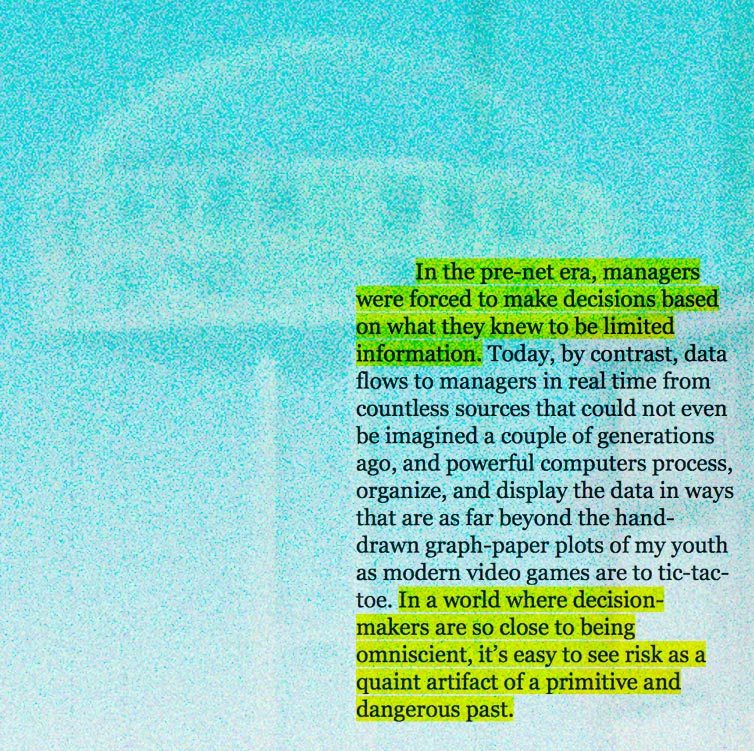 In the pre-net era, managers
were forced to make decisions based
on what they knew to be limited
information. Today, by contrast, data
flows to managers in real time from
countless sources that could not even
be imagined a couple of generations
ago, and powerful computers process,
organize, and display the data in ways
that are as far beyond the hand-
drawn graph-paper plots of my youth
as modern video games are to tic-tac-
toe. In a world where decision-
makers are so close to being
omniscient, it’s easy to see risk as a
quaint artifact of a primitive and
dangerous past.